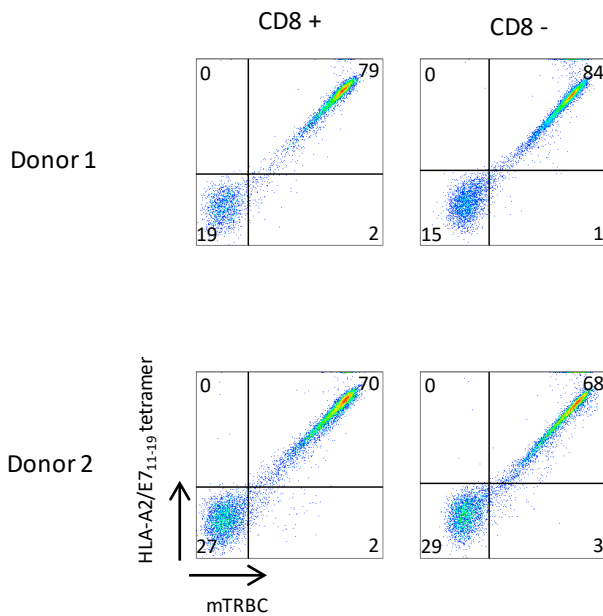 CD8 + CD8 -
Donor 1
0 79
19 2
0 84
15 1
Donor 2
HLA-A2/E7₁₁₋₁₉ tetramer
mTRBC
0 70
27 2
0 68
29 3